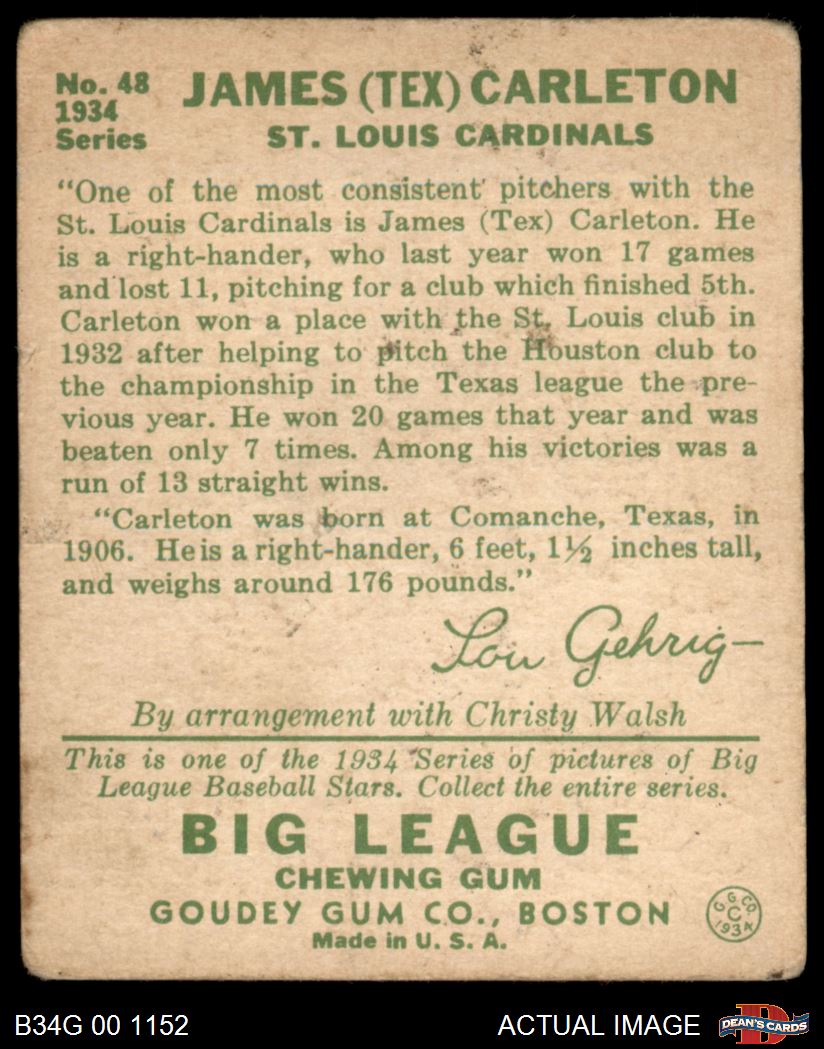 No. 48
1934
Series
JAMES (TEX) CARLETON
ST. LOUIS CARDINALS
"One of the most consistent pitchers with the
St. Louis Cardinals is James (Tex) Carleton. He
is a right-hander, who last year won 17 games
and lost 11, pitching for a club which finished 5th.
Carleton won a place with the St. Louis club in
1932 after helping to pitch the Houston club to
the championship in the Texas league the pre-
vious year. He won 20 games that year and was
beaten only 7 times. Among his victories was a
run of 13 straight wins.
"Carleton was born at Comanche, Texas, in
1906. He is a right-hander, 6 feet, 1½ inches tall,
and weighs around 176 pounds."
Lou Gehrig—
By arrangement with Christy Walsh
This is one of the 1934 Series of pictures of Big
League Baseball Stars. Collect the entire series.
BIG LEAGUE
CHEWING GUM
GOUDEY GUM CO., BOSTON
Made in U. S. A.
G. G. CO.
C
1934
B34G 00 1152
ACTUAL IMAGE
D
DEAN'S CARDS